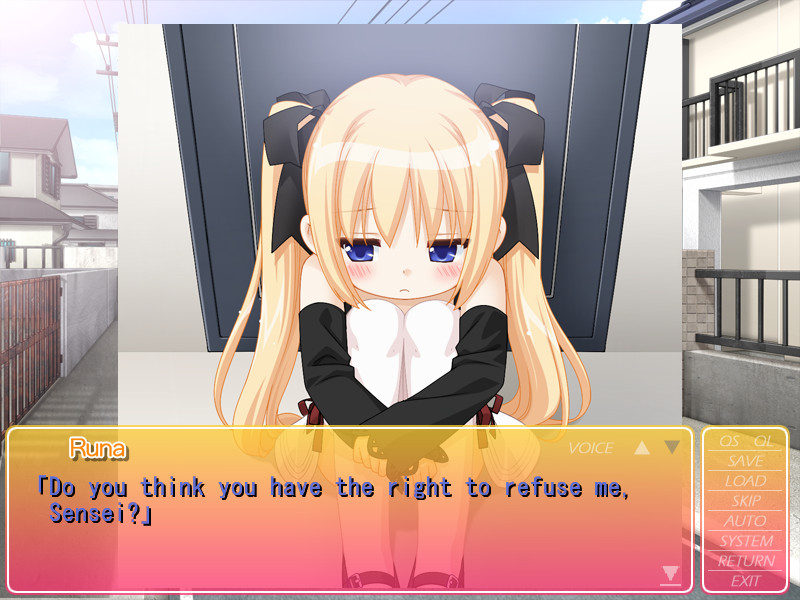 Runa
VOICE
「Do you think you have the right to refuse me,
Sensei?」
QS QL
SAVE
LOAD
SKIP
AUTO
SYSTEM
RETURN
EXIT